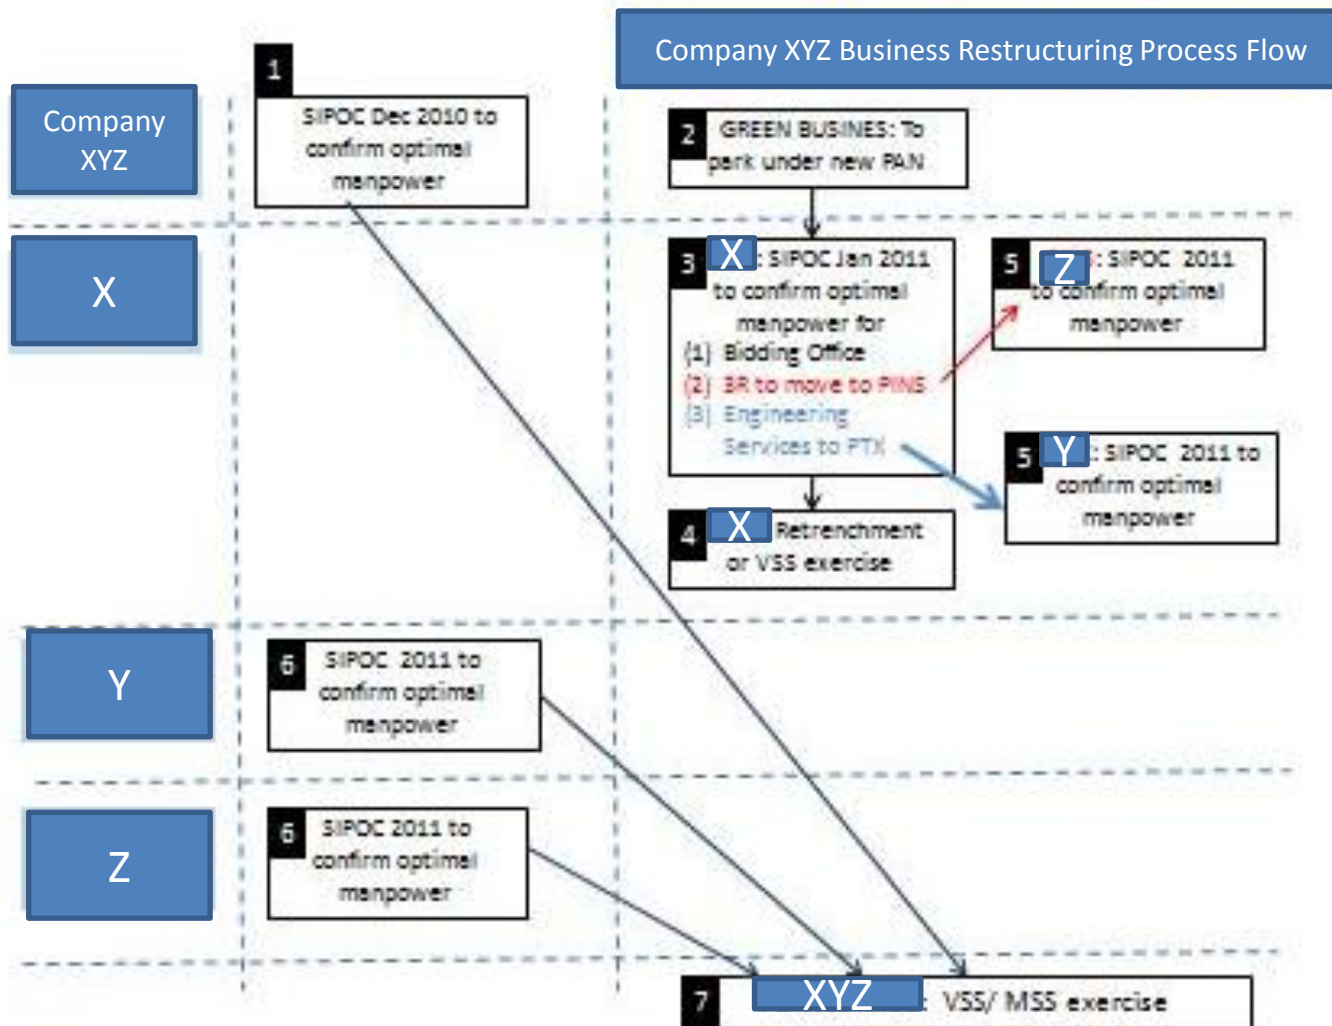 Company XYZ Business Restructuring Process Flow
Company
XYZ
1
SIPOC Dec 2010 to
confirm optimal
manpower
2
GREEN BUSINES: To
park under new PAN
X
3
X
: SIPOC Jan 2011
to confirm optimal
manpower for
(1) Bidding Office
(2) 3R to move to PINS
(3) Engineering
Services to PTX
5
Z
: SIPOC 2011
to confirm optimal
manpower
5
Y
: SIPOC 2011 to
confirm optimal
manpower
4
X
Retrenchment
or VSS exercise
Y
6
SIPOC 2011 to
confirm optimal
manpower
Z
6
SIPOC 2011 to
confirm optimal
manpower
7
XYZ
: VSS/ MSS exercise